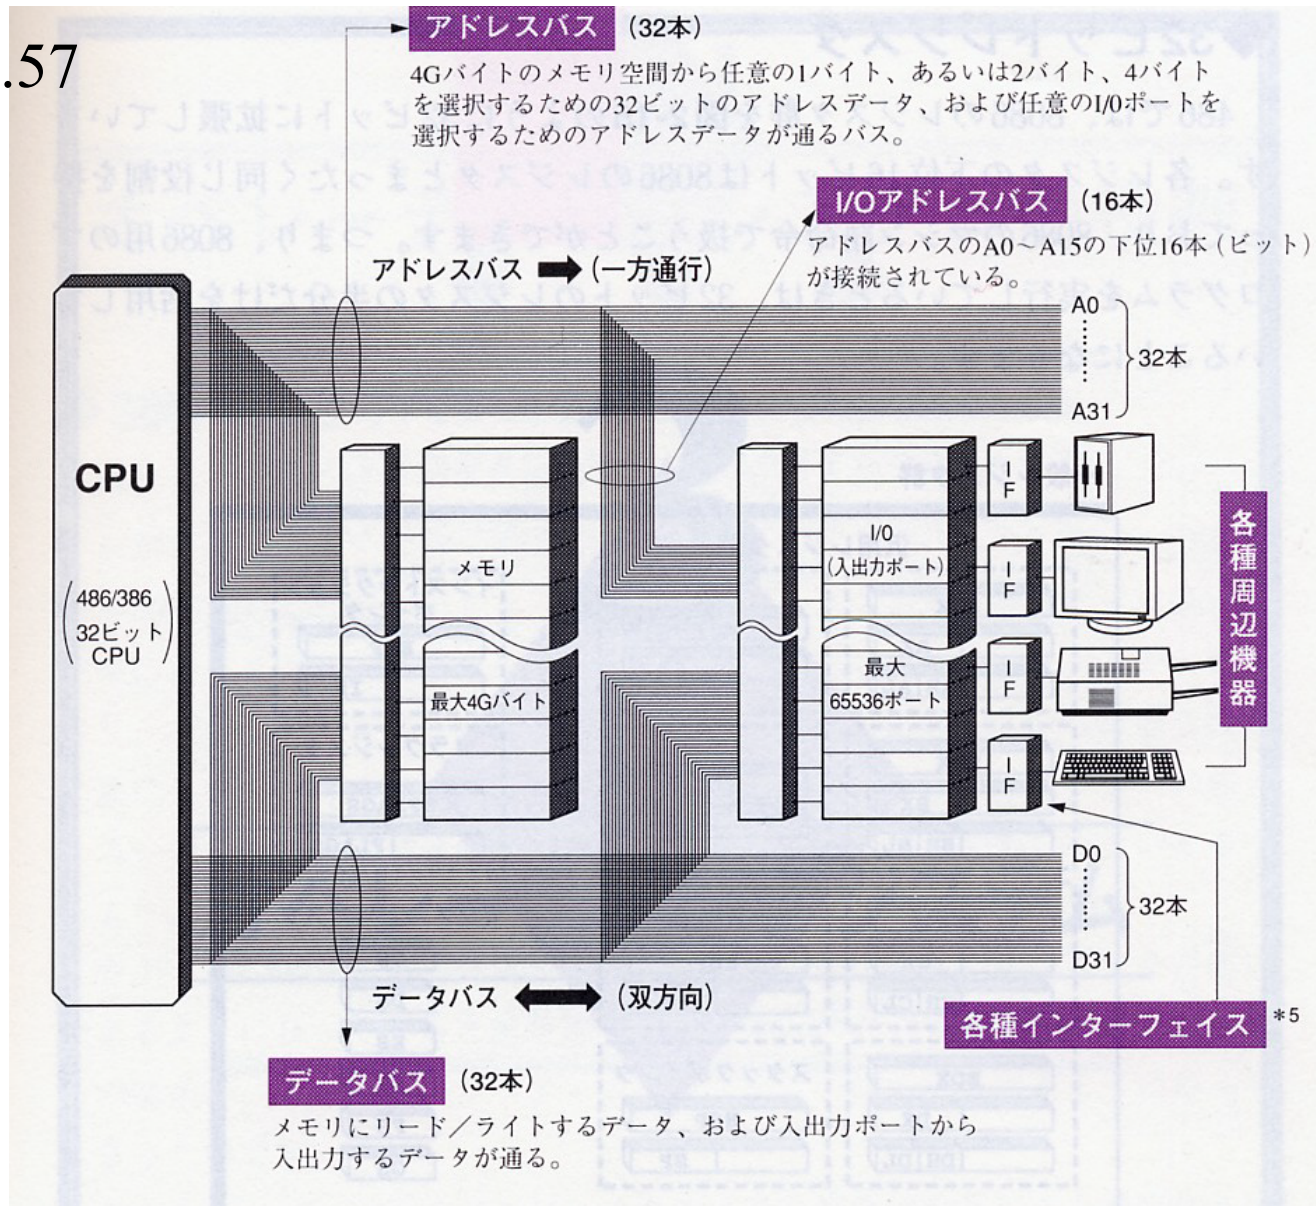 .57
アドレスバス (32本)
4Gバイトのメモリ空間から任意の1バイト、あるいは2バイト、4バイト
を選択するための32ビットのアドレスデータ、および任意のI/0ポートを
選択するためのアドレスデータが通るバス。
I/Oアドレスバス (16本)
アドレスバスのA0〜A15の下位16本(ビット)
が接続されている。
アドレスバス ➡ (一方通行)
A0
32本
A31
CPU
486/386
32ビット
CPU
メモリ
最大4Gバイト
I/0
(入出力ポート)
最大
65536ポート
I
F
I
F
I
F
I
F
各種周辺機器
D0
32本
D31
データバス ⬌ (双方向)
各種インターフェイス *5
データバス (32本)
メモリにリード/ライトするデータ、および入出力ポートから
入出力するデータが通る。